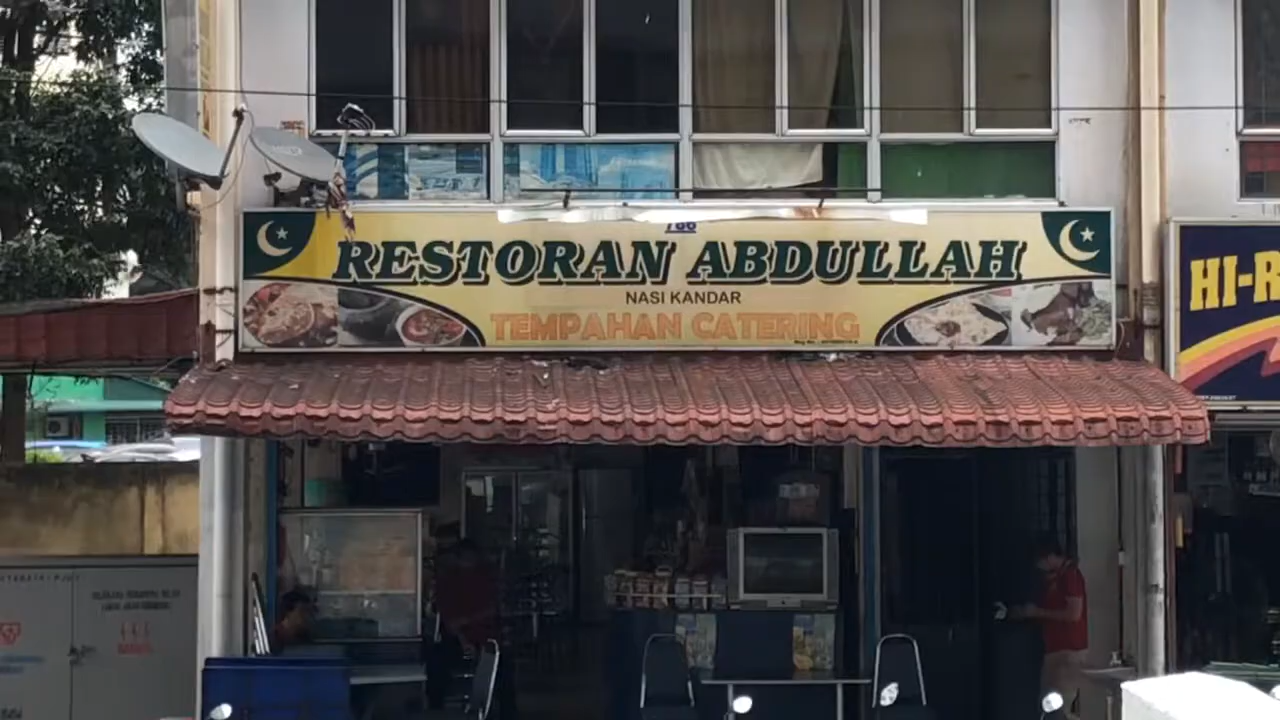 786
RESTORAN ABDULLAH
NASI KANDAR
TEMPAHAN CATERING
HI-R